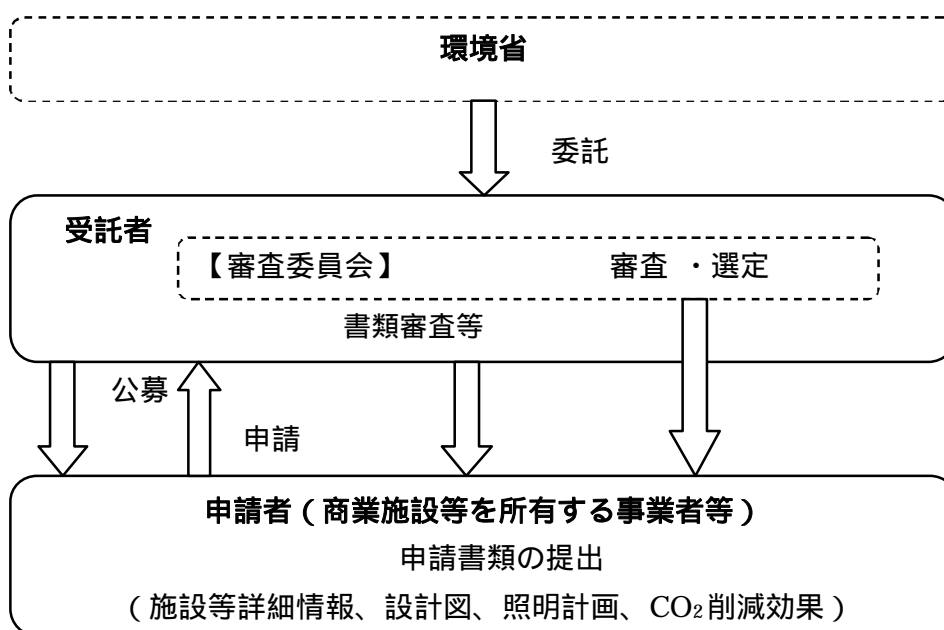 環境省
委託
受託者
【審査委員会】 審査 ・選定
書類審査等
公募
申請
申請者（商業施設等を所有する事業者等）
申請書類の提出
（施設等詳細情報、設計図、照明計画、CO₂削減効果）